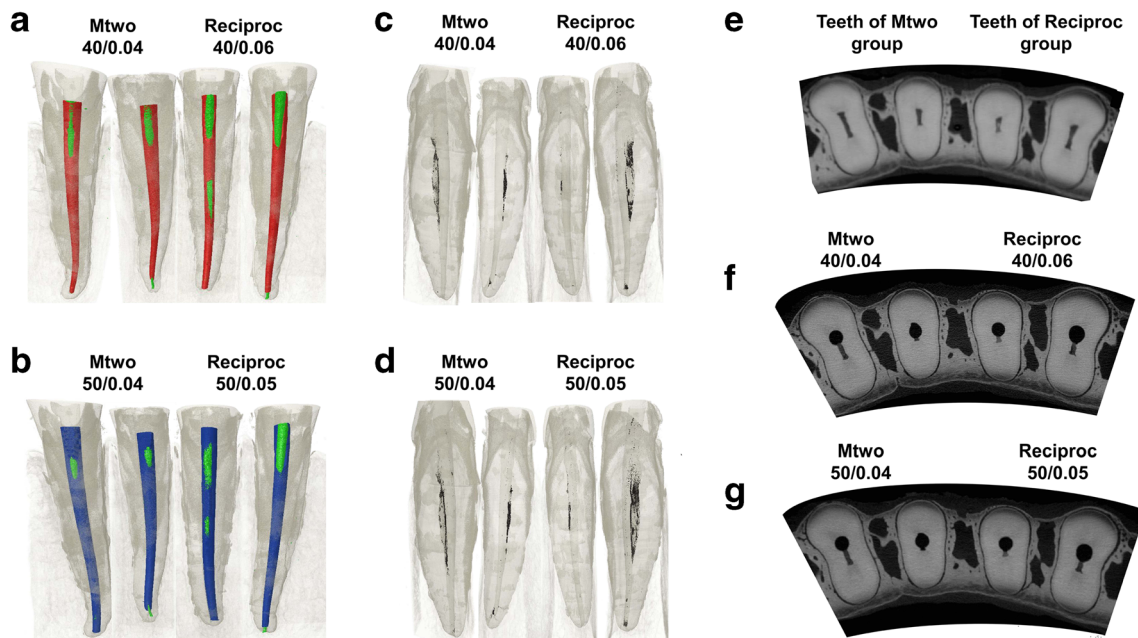 a
Mtwo
40/0.04
Reciproc
40/0.06
b
Mtwo
50/0.04
Reciproc
50/0.05
c
Mtwo
40/0.04
Reciproc
40/0.06
d
Mtwo
50/0.04
Reciproc
50/0.05
e
Teeth of Mtwo
group
Teeth of Reciproc
group
f
Mtwo
40/0.04
Reciproc
40/0.06
g
Mtwo
50/0.04
Reciproc
50/0.05